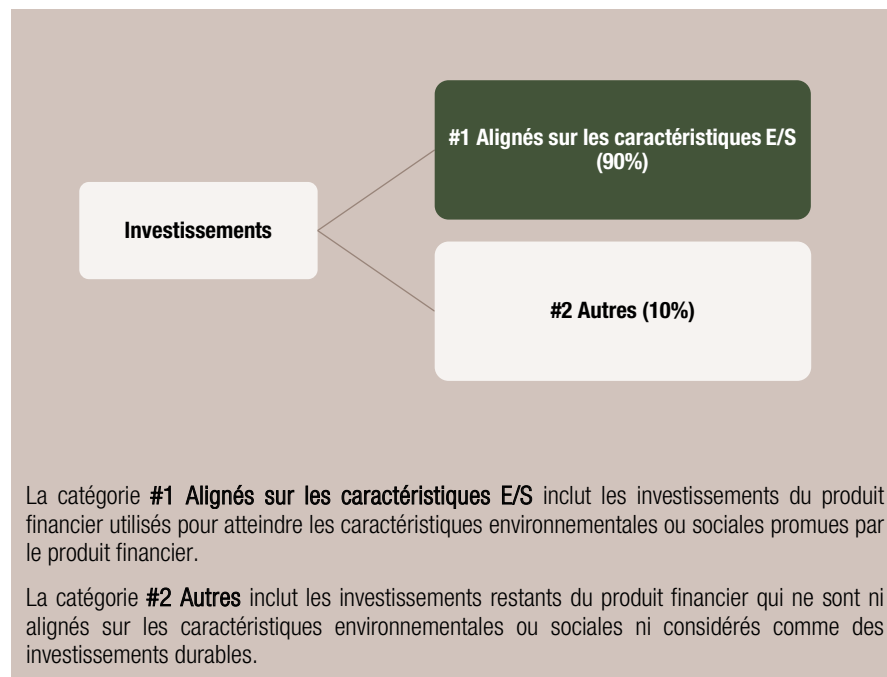 #1 Alignés sur les caractéristiques E/S
(90%)
Investissements
#2 Autres (10%)
La catégorie #1 Alignés sur les caractéristiques E/S inclut les investissements du produit
financier utilisés pour atteindre les caractéristiques environnementales ou sociales promues par
le produit financier.
La catégorie #2 Autres inclut les investissements restants du produit financier qui ne sont ni
alignés sur les caractéristiques environnementales ou sociales ni considérés comme des
investissements durables.